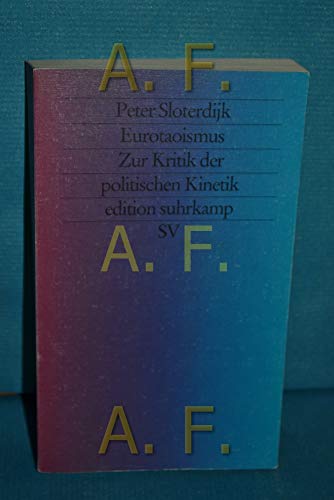 A. F.
Peter Sloterdijk
Eurotaoismus
Zur Kritik der
politischen Kinetik
edition suhrkamp
SV
A. F.
A. F.